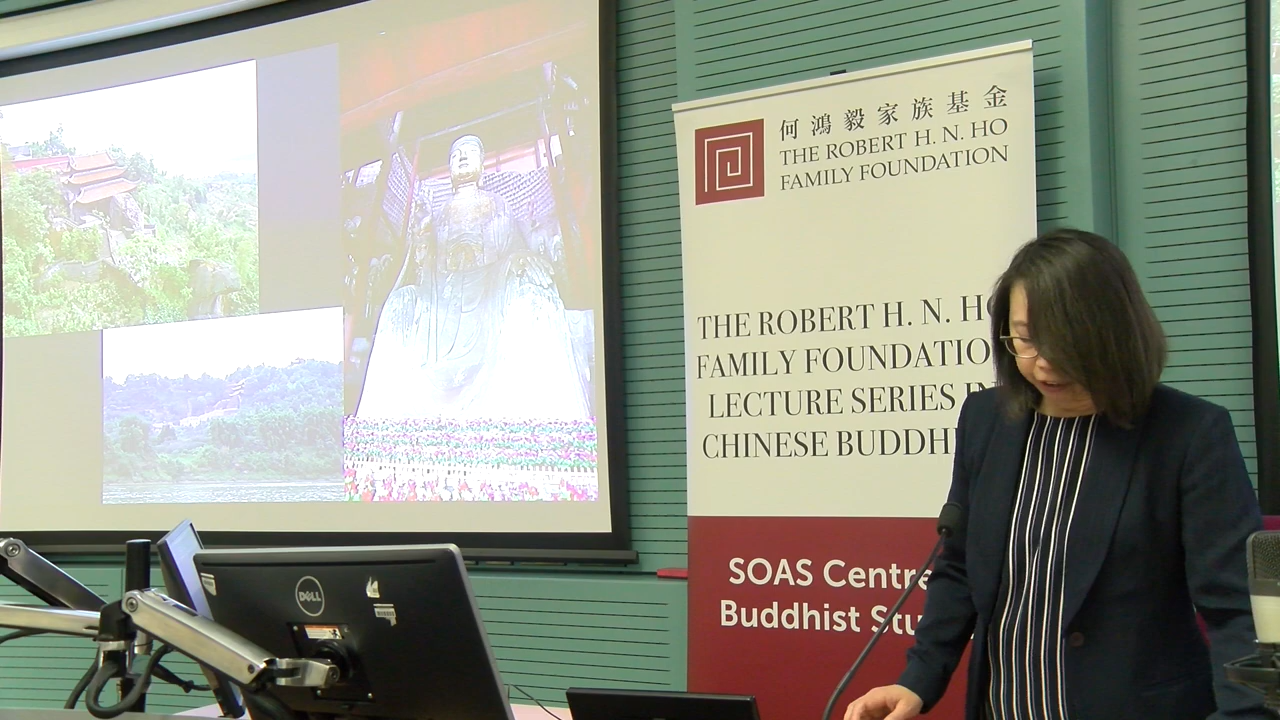 何鴻毅家族基金
THE ROBERT H. N. HO
FAMILY FOUNDATION
THE ROBERT H. N. HO
FAMILY FOUNDATIO
LECTURE SERIES IN
CHINESE BUDDHI
SOAS Centre
Buddhist Stu
DELL